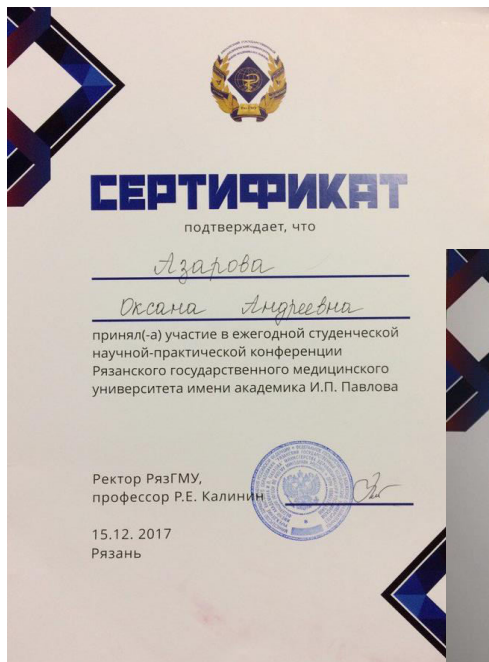 СЕРТИФИКАТ
подтверждает, что
Азарова
Оксана Андреевна
принял(-а) участие в ежегодной студенческой
научной-практической конференции
Рязанского государственного медицинского
университета имени академика И.П. Павлова
Ректор РязГМУ,
профессор Р.Е. Калинин
15.12. 2017
Рязань